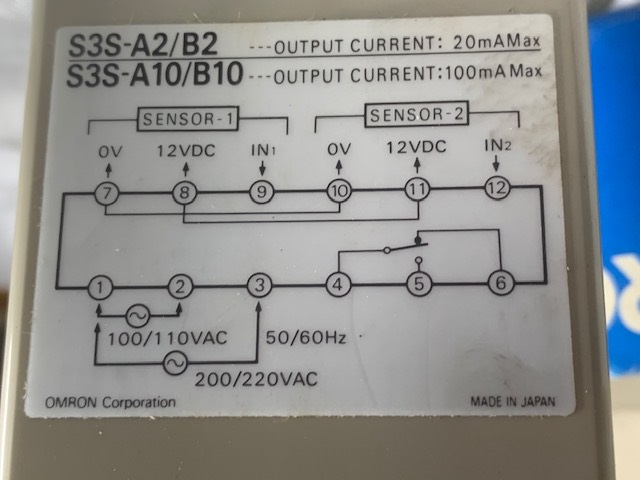 S3S-A2/B2 ---OUTPUT CURRENT: 20mAMax
S3S-A10/B10 ---OUTPUT CURRENT:100mAMax
SENSOR-1 SENSOR-2
0V 12VDC IN1 0V 12VDC IN2
7 8 9 10 11 12
1 2 3 4 5 6
100/110VAC 50/60Hz
200/220VAC
OMRON Corporation MADE IN JAPAN